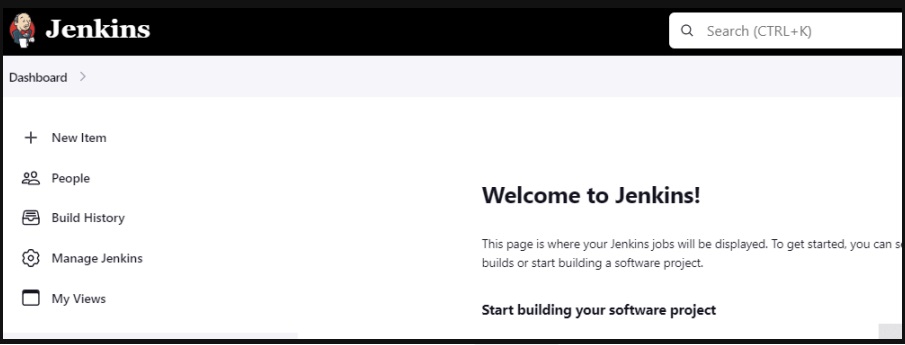 Jenkins
Search (CTRL+K)
Dashboard
New Item
People
Build History
Manage Jenkins
My Views
Welcome to Jenkins!
This page is where your Jenkins jobs will be displayed. To get started, you can
builds or start building a software project.
Start building your software project